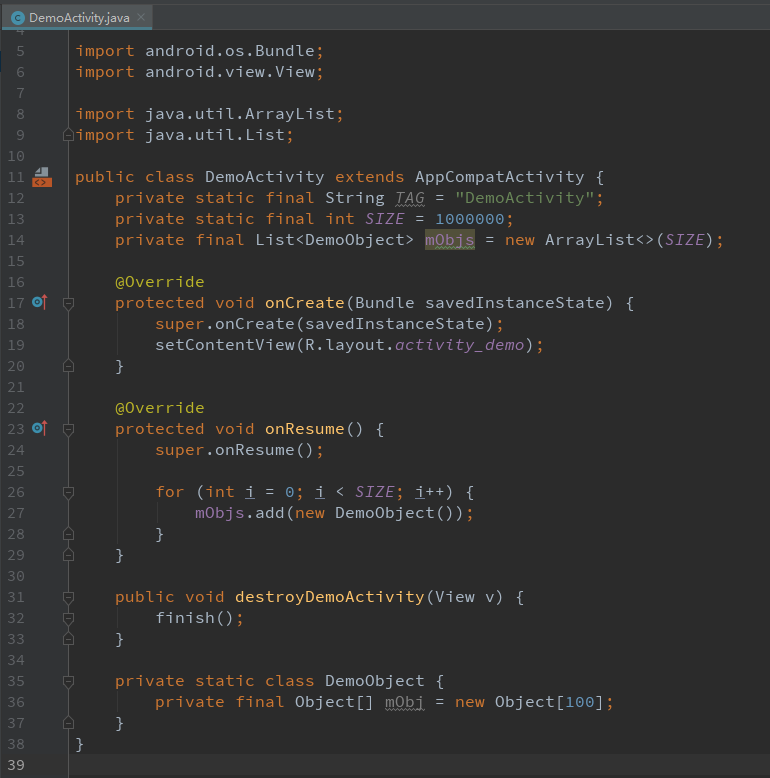 DemoActivity.java
4
5 import android.os.Bundle;
6 import android.view.View;
7
8 import java.util.ArrayList;
9 import java.util.List;
10
11 public class DemoActivity extends AppCompatActivity {
12     private static final String TAG = "DemoActivity";
13     private static final int SIZE = 1000000;
14     private final List<DemoObject> mObjs = new ArrayList<>(SIZE);
15
16     @Override
17     protected void onCreate(Bundle savedInstanceState) {
18         super.onCreate(savedInstanceState);
19         setContentView(R.layout.activity_demo);
20     }
21
22     @Override
23     protected void onResume() {
24         super.onResume();
25
26         for (int i = 0; i < SIZE; i++) {
27             mObjs.add(new DemoObject());
28         }
29     }
30
31     public void destroyDemoActivity(View v) {
32         finish();
33     }
34
35     private static class DemoObject {
36         private final Object[] mObj = new Object[100];
37     }
38 }
39